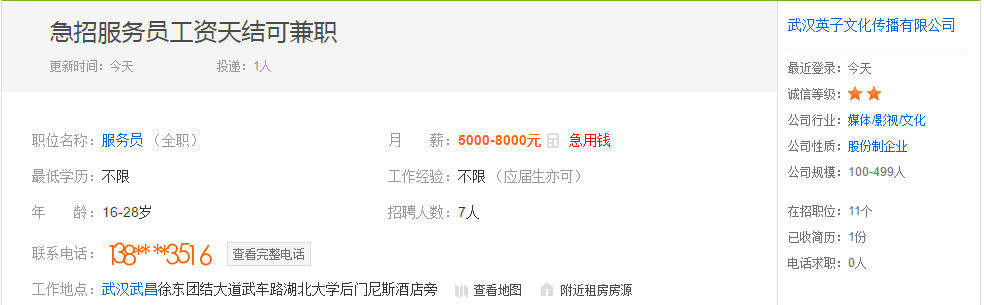 急招服务员工资天结可兼职
更新时间：今天 投递：1人
职位名称：服务员（全职） 月 薪：5000-8000元 急用钱
最低学历：不限 工作经验：不限（应届生亦可）
年 龄：16-28岁 招聘人数：7人
联系电话：138*****3516 查看完整电话
工作地点：武汉武昌徐东团结大道武车路湖北大学后门尼斯酒店旁 查看地图 附近租房房源
武汉英子文化传播有限公司
最近登录：今天
诚信等级：
公司行业：媒体/影视/文化
公司性质：股份制企业
公司规模：100-499人
在招职位：11个
已收简历：1份
电话求职：0人